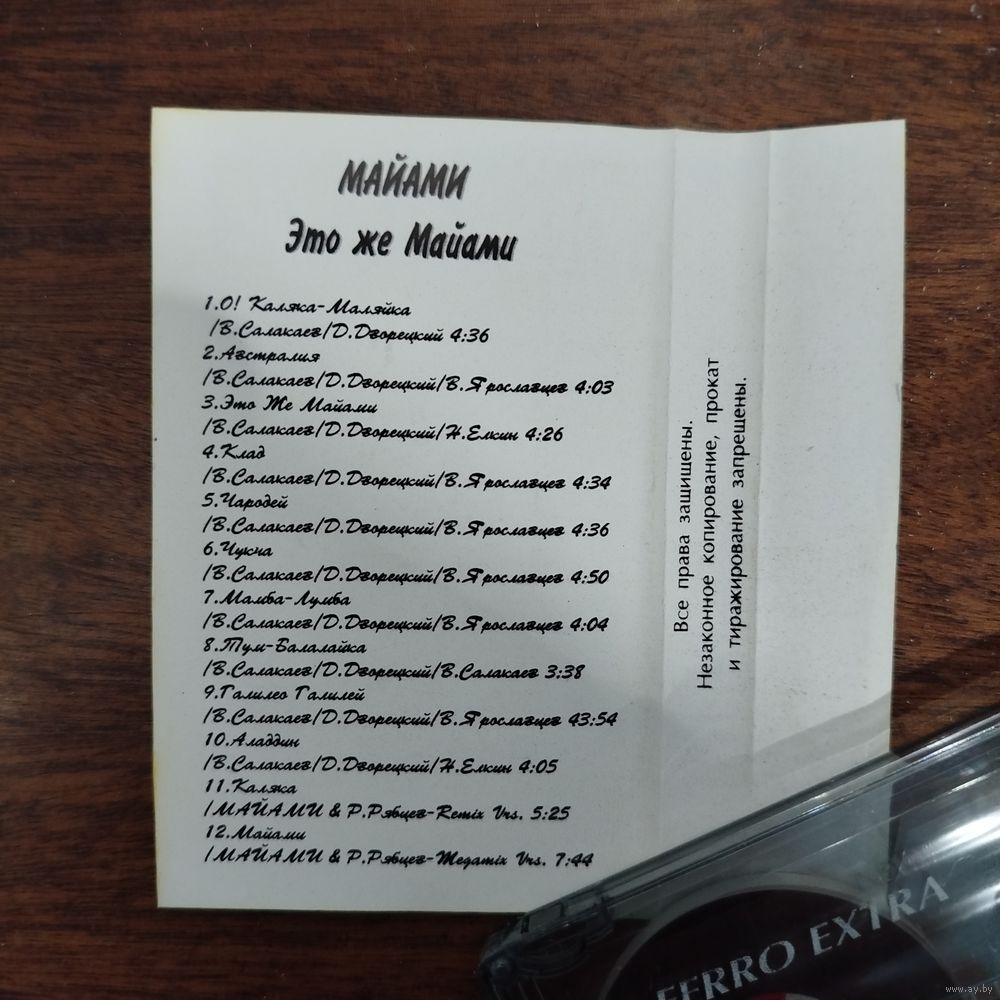 МАЙАМИ
Это же Майами
1.О! Каляка-Маляйка
/В.Салакаев/Д.Дворецкий 4:36
2.Австралия
/В.Салакаев/Д.Дворецкий/В.Ярославцев 4:03
3.Это Же Майами
/В.Салакаев/Д.Дворецкий/Н.Елкин 4:26
4.Клад
/В.Салакаев/Д.Дворецкий/В.Ярославцев 4:34
5.Чародей
/В.Салакаев/Д.Дворецкий/В.Ярославцев 4:36
6.Чукча
/В.Салакаев/Д.Дворецкий/В.Ярославцев 4:50
7.Мамба-Лумба
/В.Салакаев/Д.Дворецкий/В.Ярославцев 4:04
8.Тум-Балалайка
/В.Салакаев/Д.Дворецкий/В.Салакаев 3:38
9.Галилео Галилей
/В.Салакаев/Д.Дворецкий/В.Ярославцев 43:54
10.Аладдин
/В.Салакаев/Д.Дворецкий/Н.Елкин 4:05
11.Каляка
/МАЙАМИ & Р.Рябцев-Remix Vrs. 5:25
12.Майами
/МАЙАМИ & Р.Рябцев-Megamix Vrs. 7:44
Все права защищены.
Незаконное копирование, прокат
и тиражирование запрещены.
FERRO EXTRA
www.ay.by